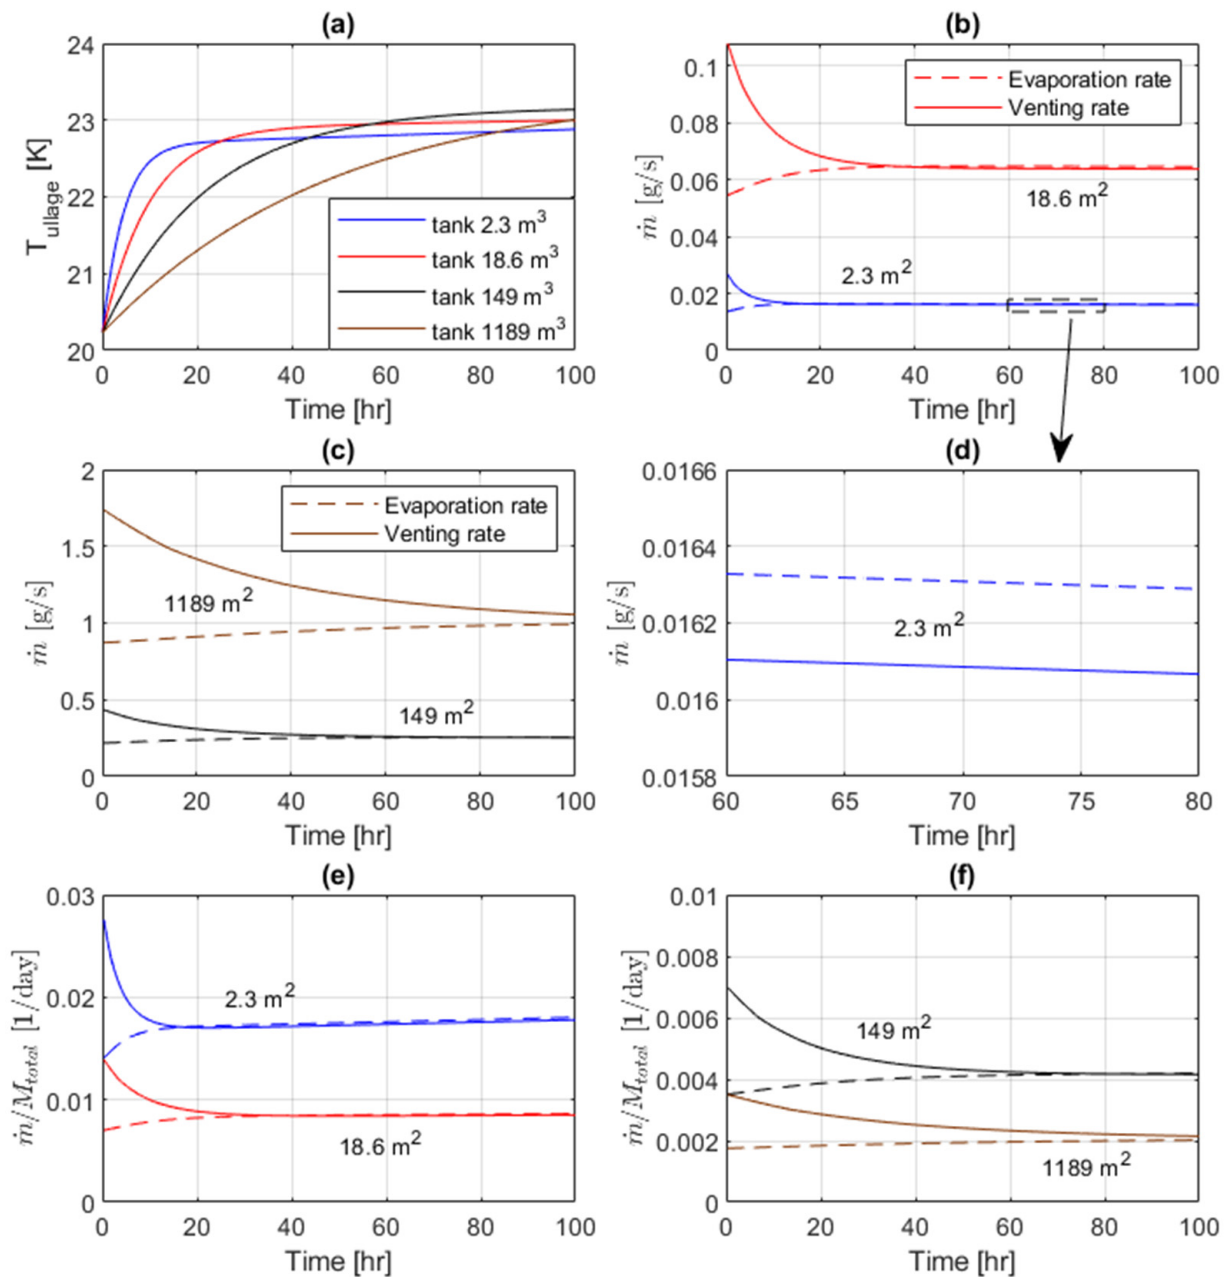 (a)
24
23
22
21
20
T_ullage [K]
tank 2.3 m³
tank 18.6 m³
tank 149 m³
tank 1189 m³
0 20 40 60 80 100
Time [hr]
(b)
0.1
0.08
0.06
0.04
0.02
0
ṁ [g/s]
Evaporation rate
Venting rate
18.6 m²
2.3 m²
0 20 40 60 80 100
Time [hr]
(c)
2
1.5
1
0.5
0
ṁ [g/s]
Evaporation rate
Venting rate
1189 m²
149 m²
0 20 40 60 80 100
Time [hr]
(d)
0.0166
0.0164
0.0162
0.016
0.0158
ṁ [g/s]
2.3 m²
60 65 70 75 80
Time [hr]
(e)
0.03
0.02
0.01
0
ṁ/M_total [1/day]
2.3 m²
18.6 m²
0 20 40 60 80 100
Time [hr]
(f)
0.01
0.008
0.006
0.004
0.002
0
ṁ/M_total [1/day]
149 m²
1189 m²
0 20 40 60 80 100
Time [hr]